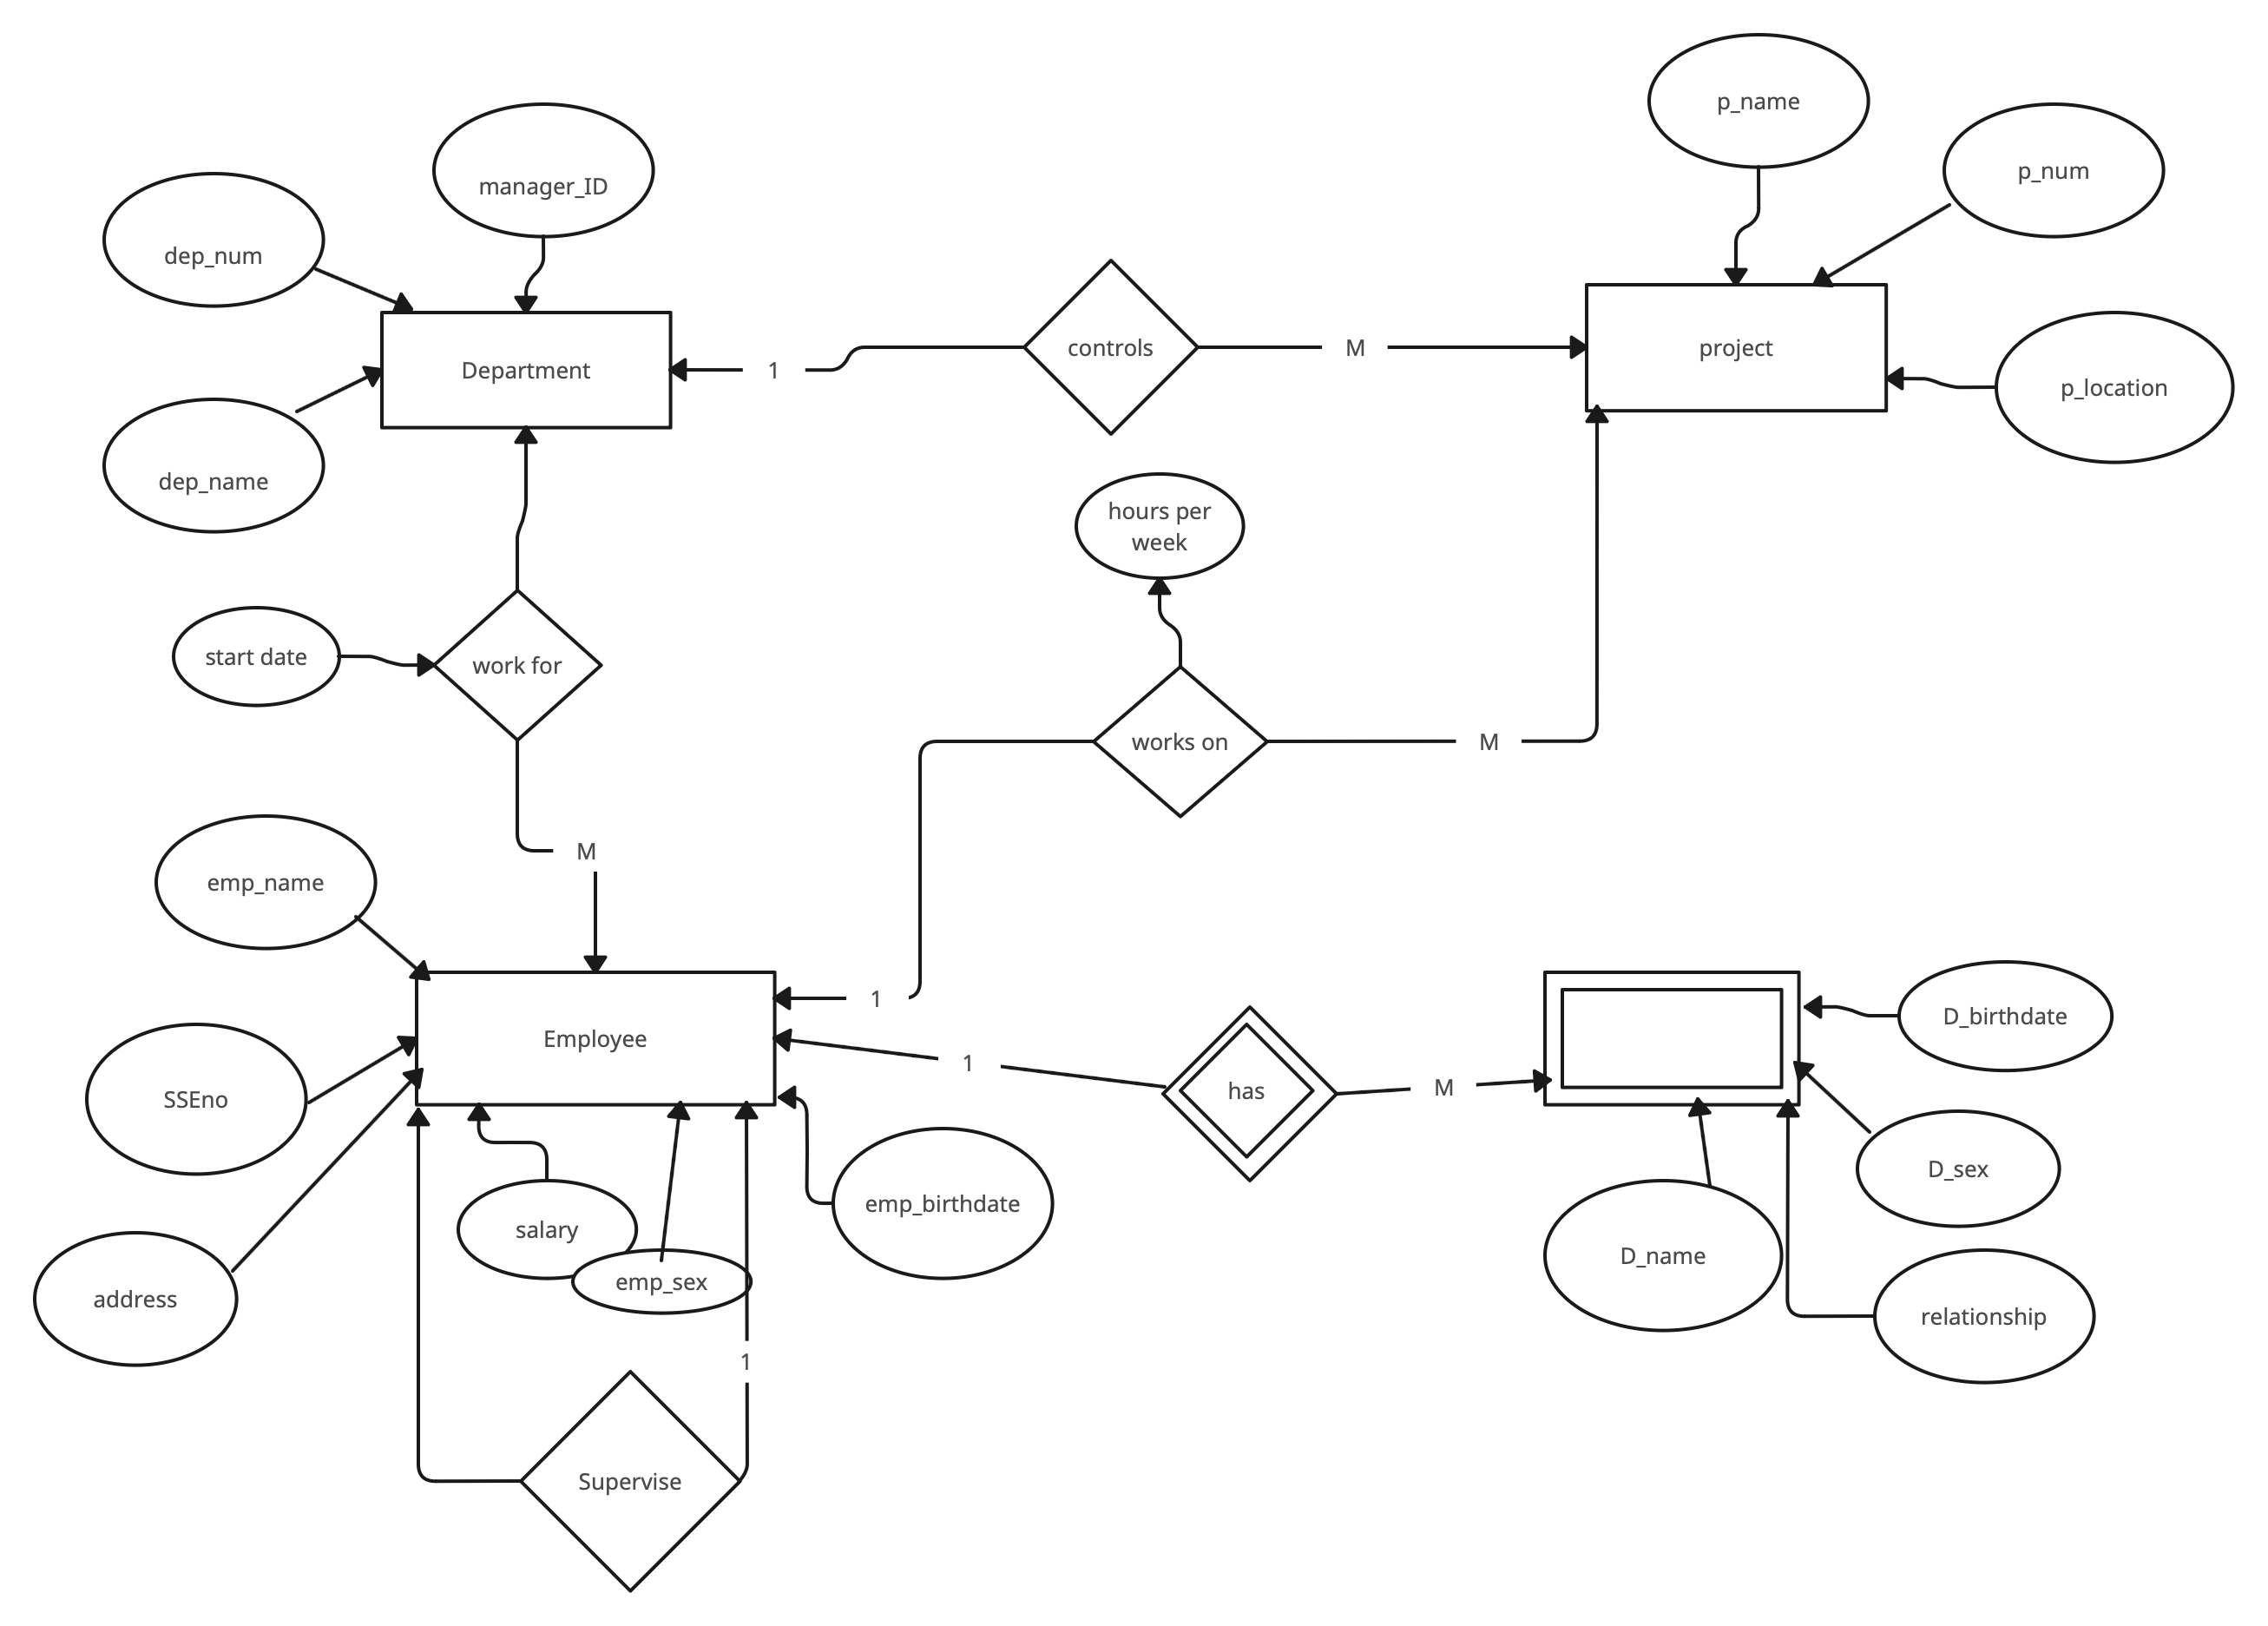 p_name
manager_ID
p_num
dep_num
Department
1
controls
M
project
p_location
dep_name
hours per
week
start date
work for
works on
M
M
emp_name
1
Employee
D_birthdate
1
has
M
SSEno
D_sex
emp_birthdate
salary
D_name
emp_sex
address
relationship
1
Supervise